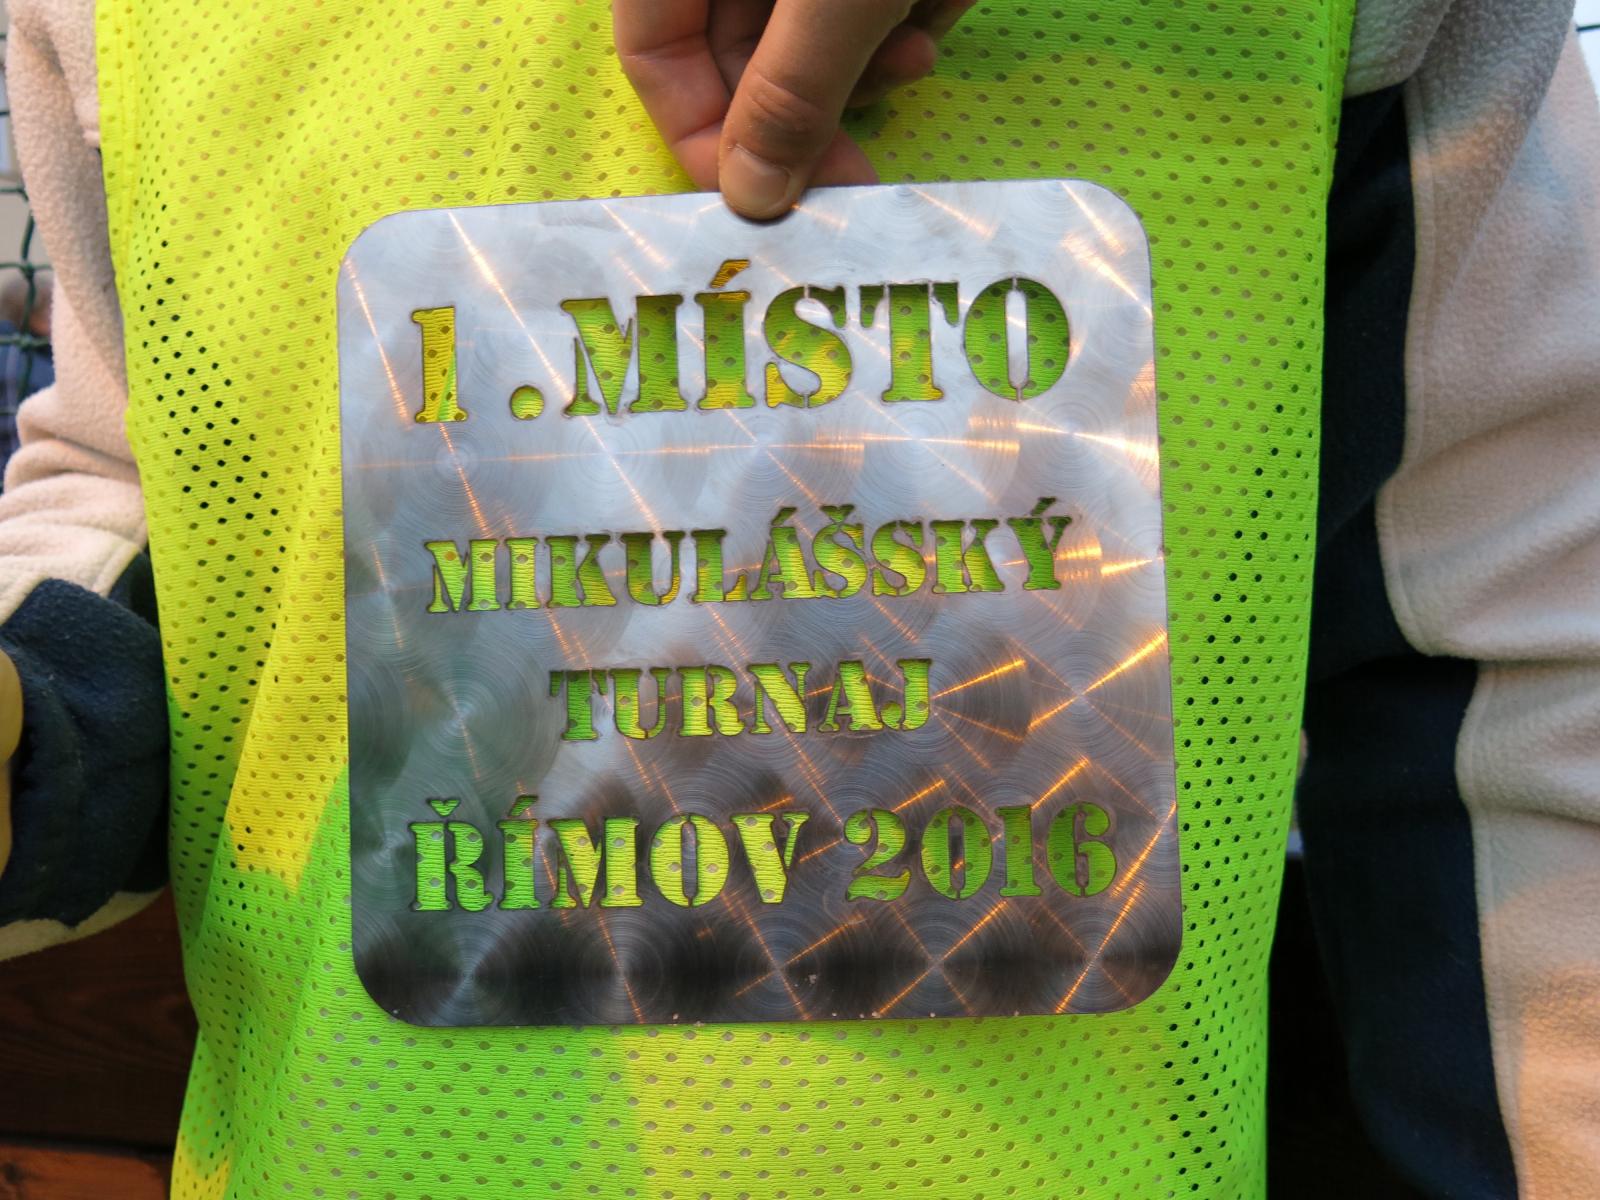 1.MÍSTO
MIKULÁŠSKÝ
TURNAJ
ŘÍMOV 2016